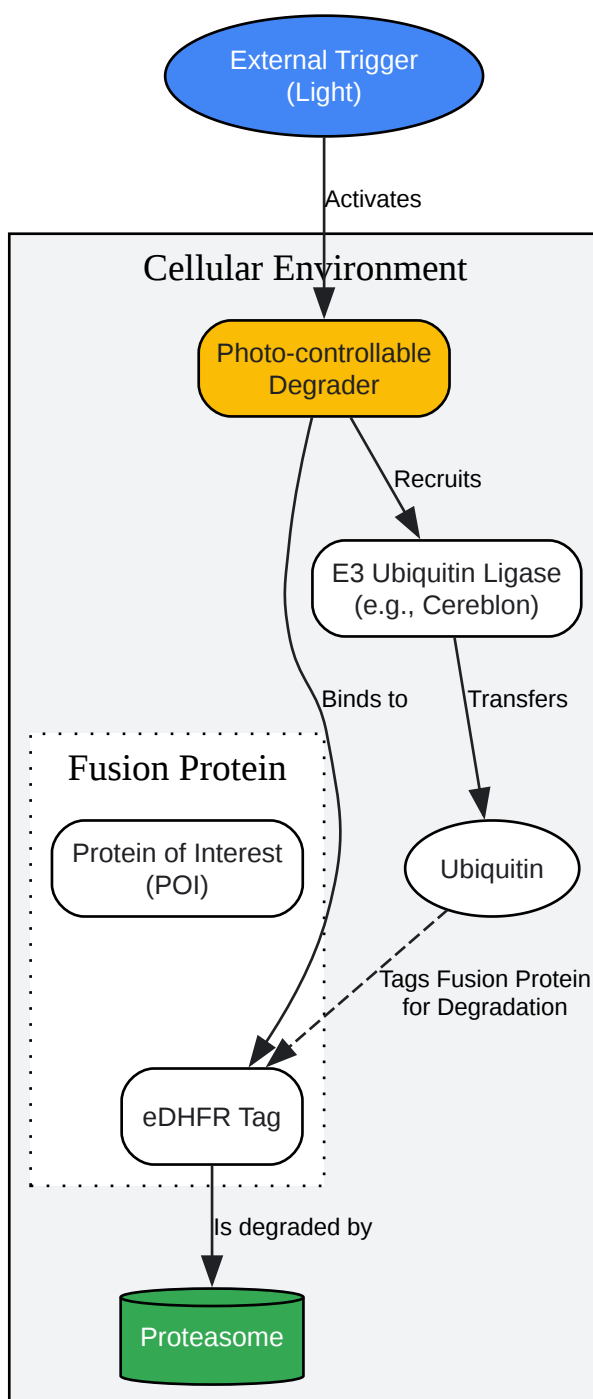 External Trigger
(Light)
Activates
Cellular Environment
Photo-controllable
Degrader
Recruits
E3 Ubiquitin Ligase
(e.g., Cereblon)
Binds to
Transfers
Fusion Protein
Protein of Interest
(POI)
Ubiquitin
Tags Fusion Protein
for Degradation
eDHFR Tag
Is degraded by
Proteasome